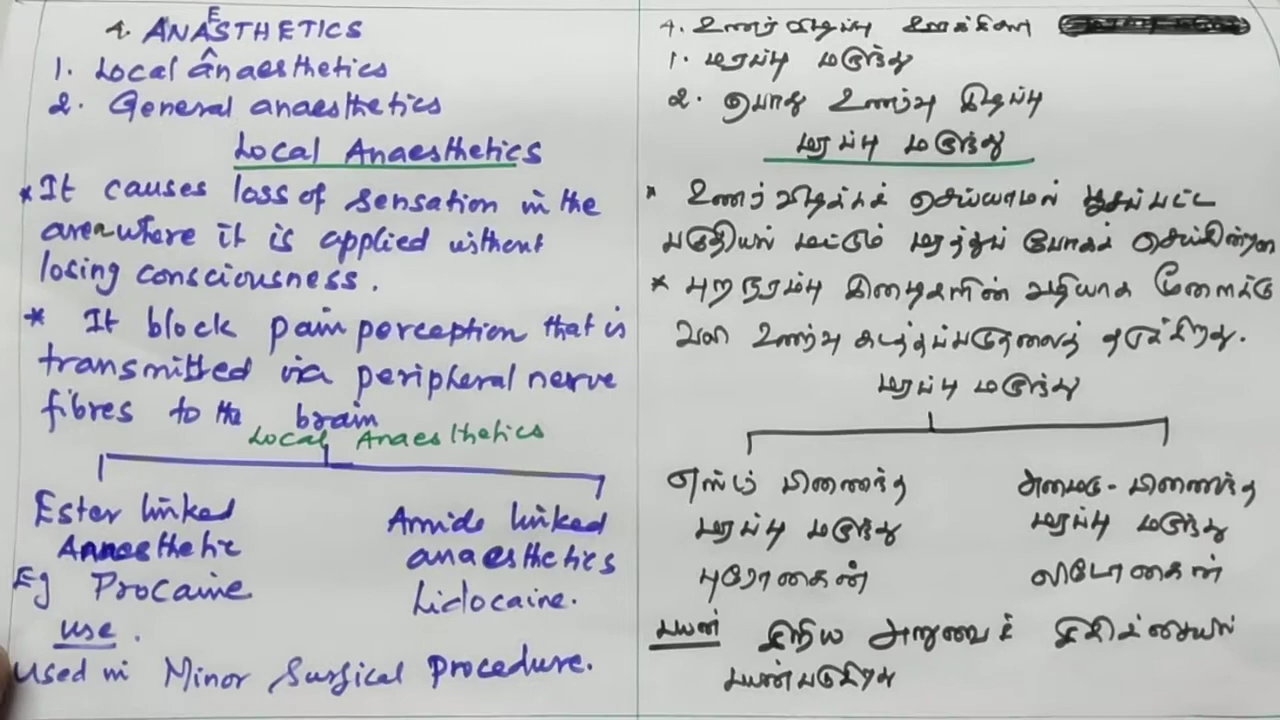 4. ANAESTHETICS
1. Local anaesthetics
2. General anaesthetics
Local Anaesthetics
* It causes loss of sensation in the
area where it is applied without
losing consciousness.
* It block pain perception that is
transmitted via peripheral nerve
fibres to the brain
Local Anaesthetics
Ester linked
Anaesthetic
Eg Procaine
Amide linked
anaesthetics
Lidocaine.
Use.
Used in Minor Surgical Procedure.
4. உணர்விழப்பு ஊக்கிகள்
1. மரப்பு மருந்து
2. பொது உணர்வு இழப்பு
மரப்பு மருந்து
* உணர்விழக்கச் செய்யாமல் பூசப்பட்ட
பகுதியில் மட்டும் மரத்துப் போகச் செய்கின்றன
* புற நரம்பு இழைகளின் வழியாக மூளைக்கு
வலி உணர்வு கடத்தப்படுதலைத் தடுக்கிறது.
மரப்பு மருந்து
எஸ்டர் பிணைந்த
மரப்பு மருந்து
புரோகைன்
அமைடு - பிணைந்த
மரப்பு மருந்து
லிடோகைன்
பயன் சிறிய அறுவைச் சிகிச்சையில்
பயன்படுகிறது